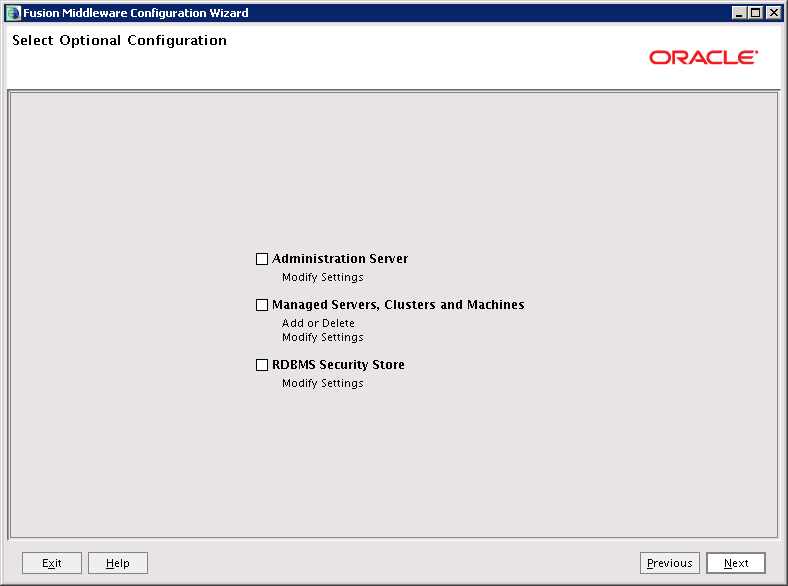 Fusion Middleware Configuration Wizard
Select Optional Configuration
ORACLE
Administration Server
Modify Settings
Managed Servers, Clusters and Machines
Add or Delete
Modify Settings
RDBMS Security Store
Modify Settings
Exit Help Previous Next